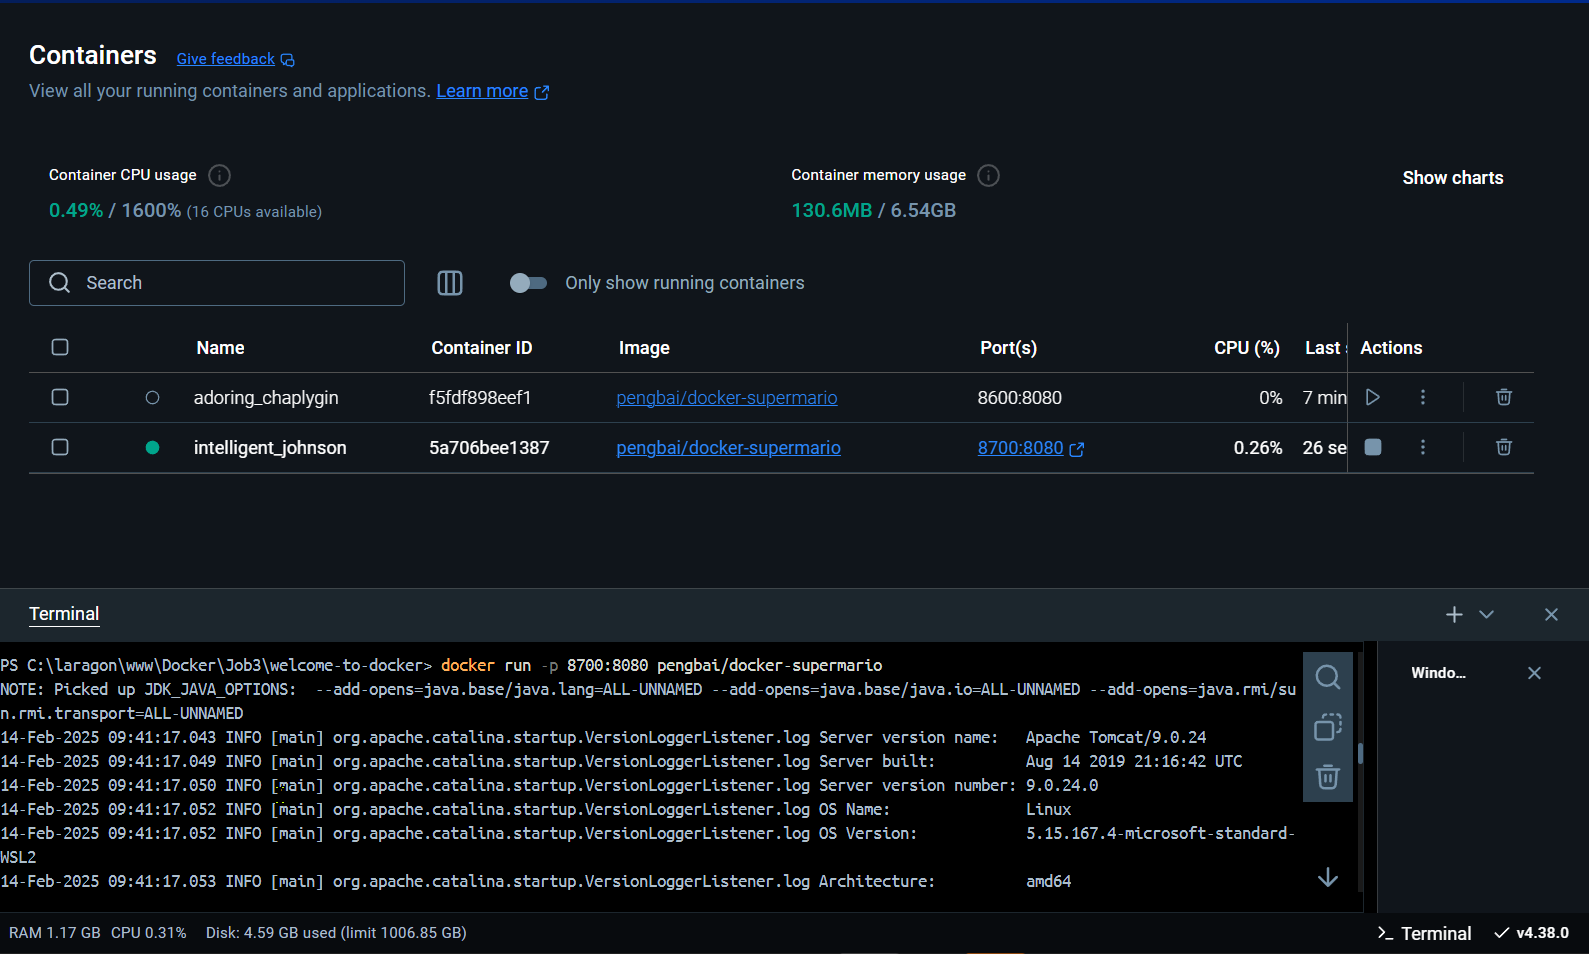 Containers Give feedback
View all your running containers and applications. Learn more
Container CPU usage
0.49% / 1600% (16 CPUs available)
Container memory usage
130.6MB / 6.54GB
Show charts
Search
Only show running containers
Name Container ID Image Port(s) CPU (%) Last Actions
adoring_chaplygin f5fdf898eef1 pengbai/docker-supermario 8600:8080 0% 7 min
intelligent_johnson 5a706bee1387 pengbai/docker-supermario 8700:8080 0.26% 26 se
Terminal
PS C:\laragon\www\Docker\Job3\welcome-to-docker> docker run -p 8700:8080 pengbai/docker-supermario
NOTE: Picked up JDK_JAVA_OPTIONS:  --add-opens=java.base/java.lang=ALL-UNNAMED --add-opens=java.base/java.io=ALL-UNNAMED --add-opens=java.rmi/su
n.rmi.transport=ALL-UNNAMED
14-Feb-2025 09:41:17.043 INFO [main] org.apache.catalina.startup.VersionLoggerListener.log Server version name:   Apache Tomcat/9.0.24
14-Feb-2025 09:41:17.049 INFO [main] org.apache.catalina.startup.VersionLoggerListener.log Server built:          Aug 14 2019 21:16:42 UTC
14-Feb-2025 09:41:17.050 INFO [main] org.apache.catalina.startup.VersionLoggerListener.log Server version number: 9.0.24.0
14-Feb-2025 09:41:17.052 INFO [main] org.apache.catalina.startup.VersionLoggerListener.log OS Name:               Linux
14-Feb-2025 09:41:17.052 INFO [main] org.apache.catalina.startup.VersionLoggerListener.log OS Version:            5.15.167.4-microsoft-standard-
WSL2
14-Feb-2025 09:41:17.053 INFO [main] org.apache.catalina.startup.VersionLoggerListener.log Architecture:          amd64
Windo...
RAM 1.17 GB CPU 0.31% Disk: 4.59 GB used (limit 1006.85 GB)
Terminal v4.38.0